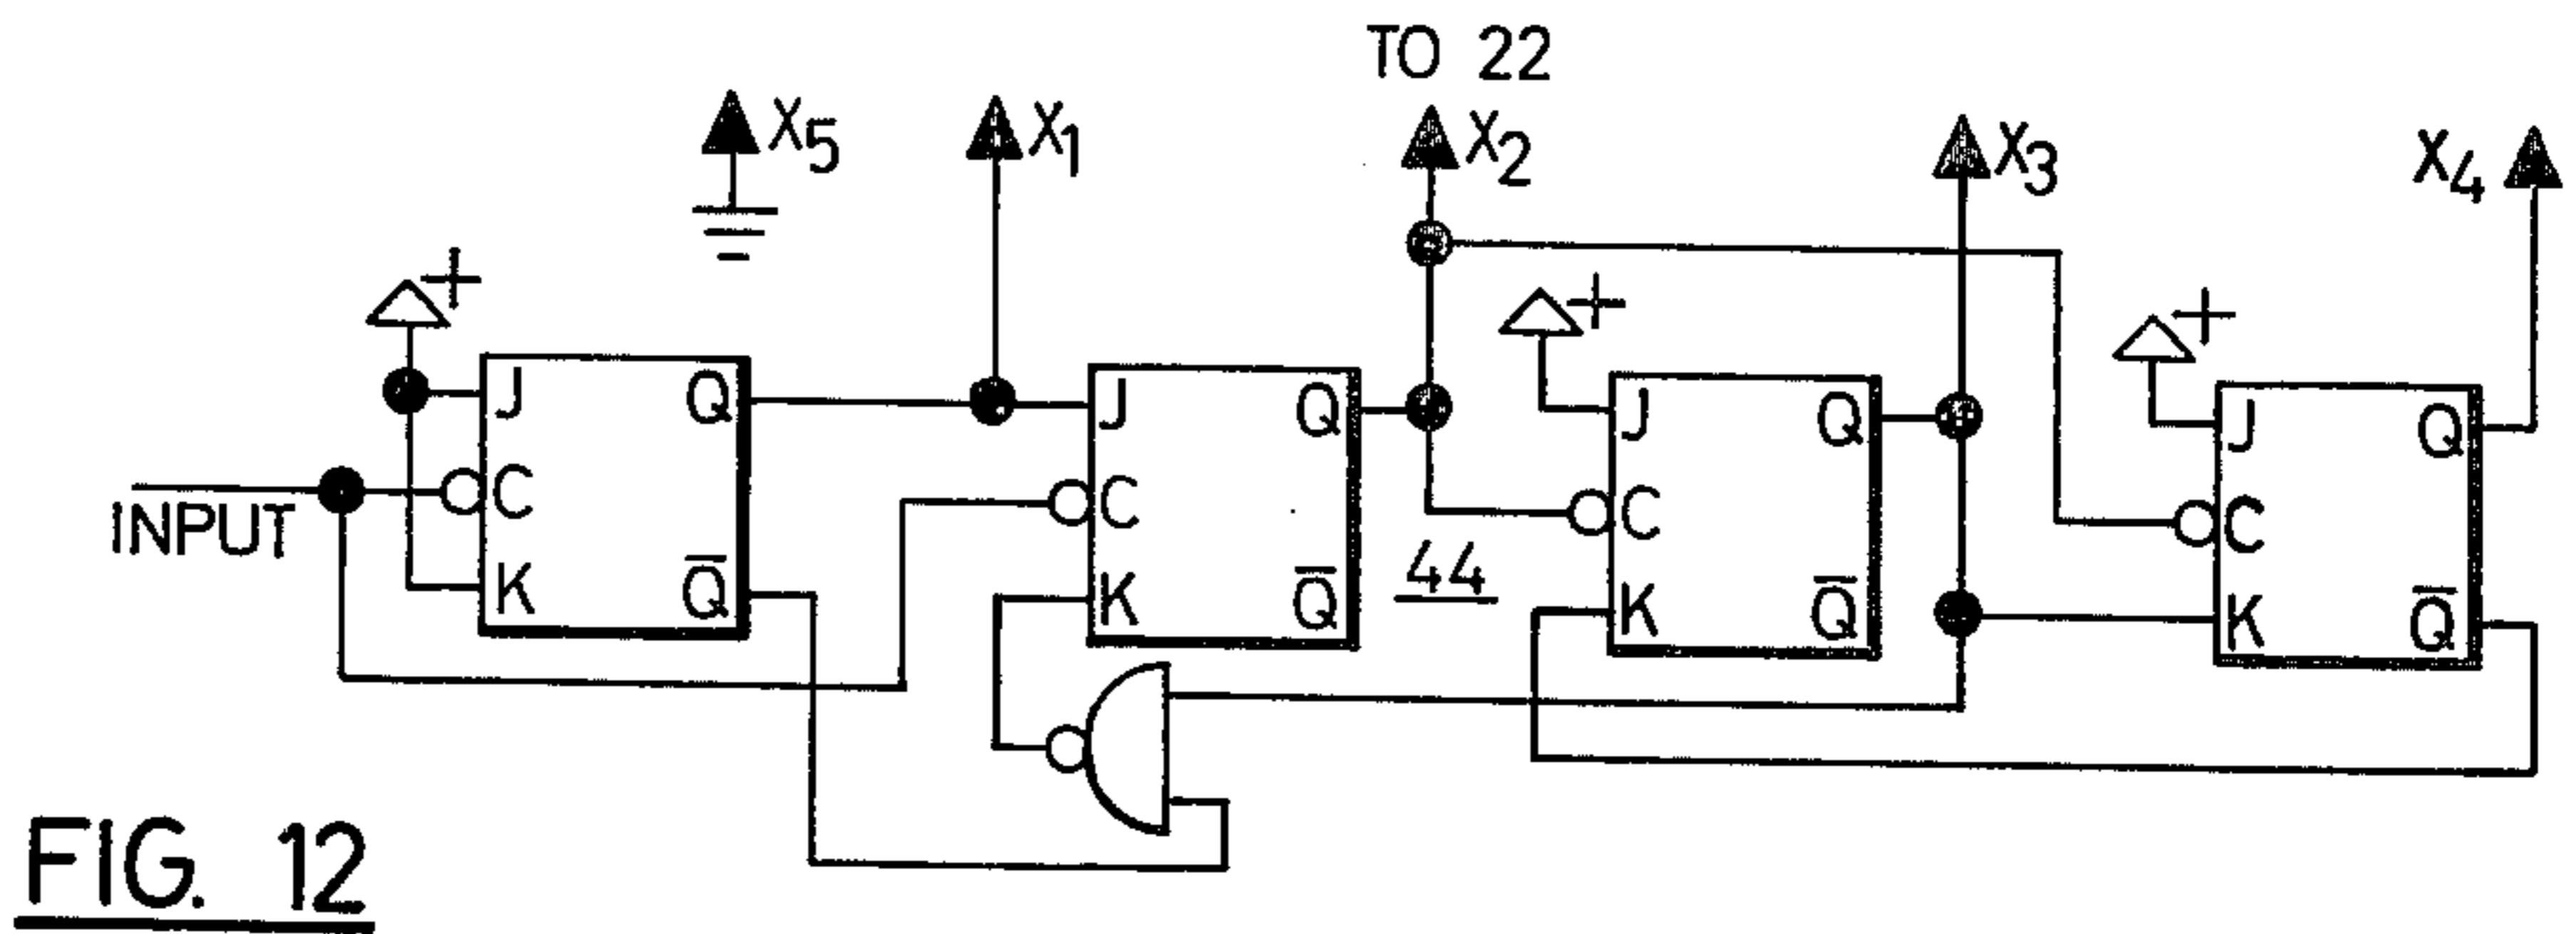 TO 22
X5
X1
X2
X3
X4
+
+
+
J Q
J Q
J Q
J Q
INPUT
C
C
C
C
44
K Q̅
K Q̅
K Q̅
K Q̅
FIG. 12